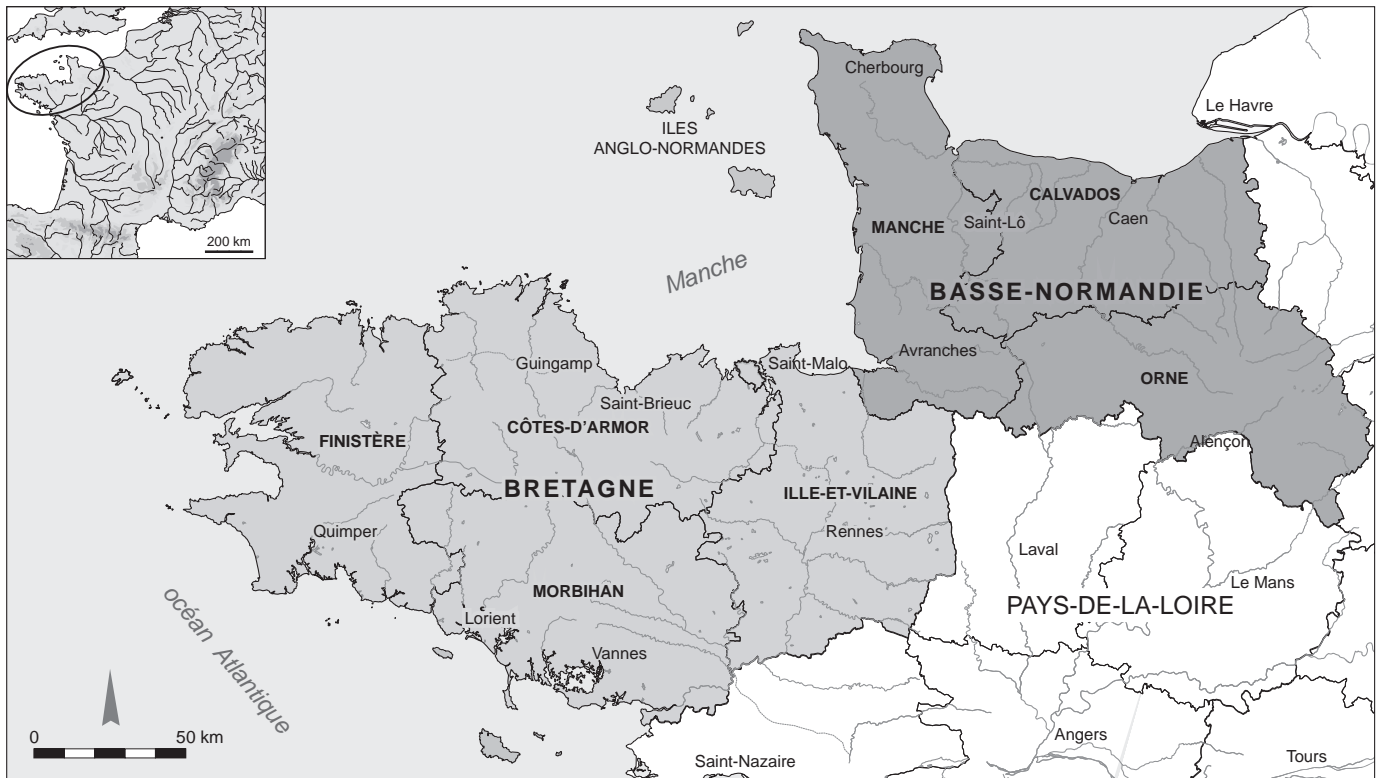 Cherbourg
Le Havre
ILES
ANGLO-NORMANDES
CALVADOS
MANCHE
Saint-Lô
Caen
200 km
Manche
BASSE-NORMANDIE
Guingamp
Saint-Malo
Avranches
ORNE
Saint-Brieuc
FINISTÈRE
CÔTES-D'ARMOR
Alençon
BRETAGNE
ILLE-ET-VILAINE
Quimper
Rennes
Laval
Le Mans
MORBIHAN
PAYS-DE-LA-LOIRE
Lorient
océan Atlantique
Vannes
0 50 km
Angers
Saint-Nazaire
Tours